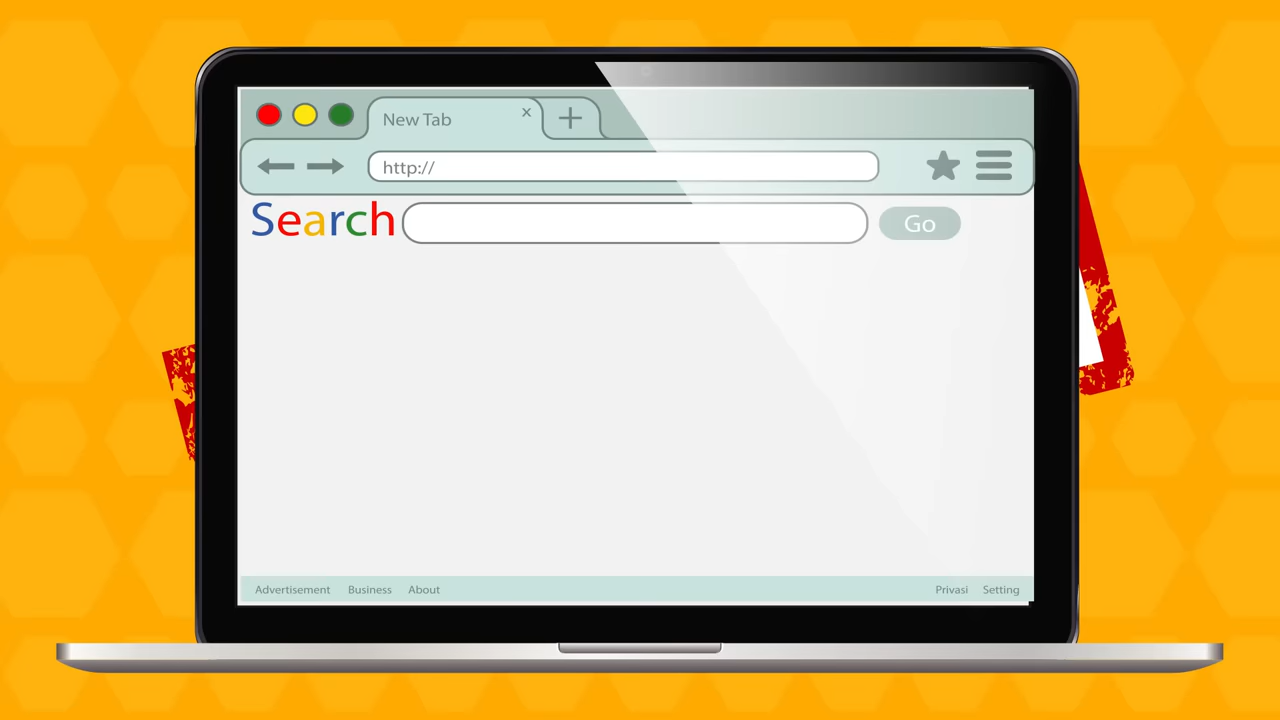 New Tab
http://
Search
Go
Advertisement Business About Privasi Setting